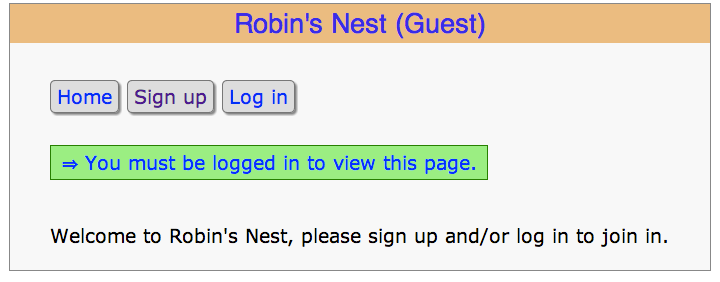 Robin's Nest (Guest)
Home Sign up Log in
⇒ You must be logged in to view this page.
Welcome to Robin's Nest, please sign up and/or log in to join in.